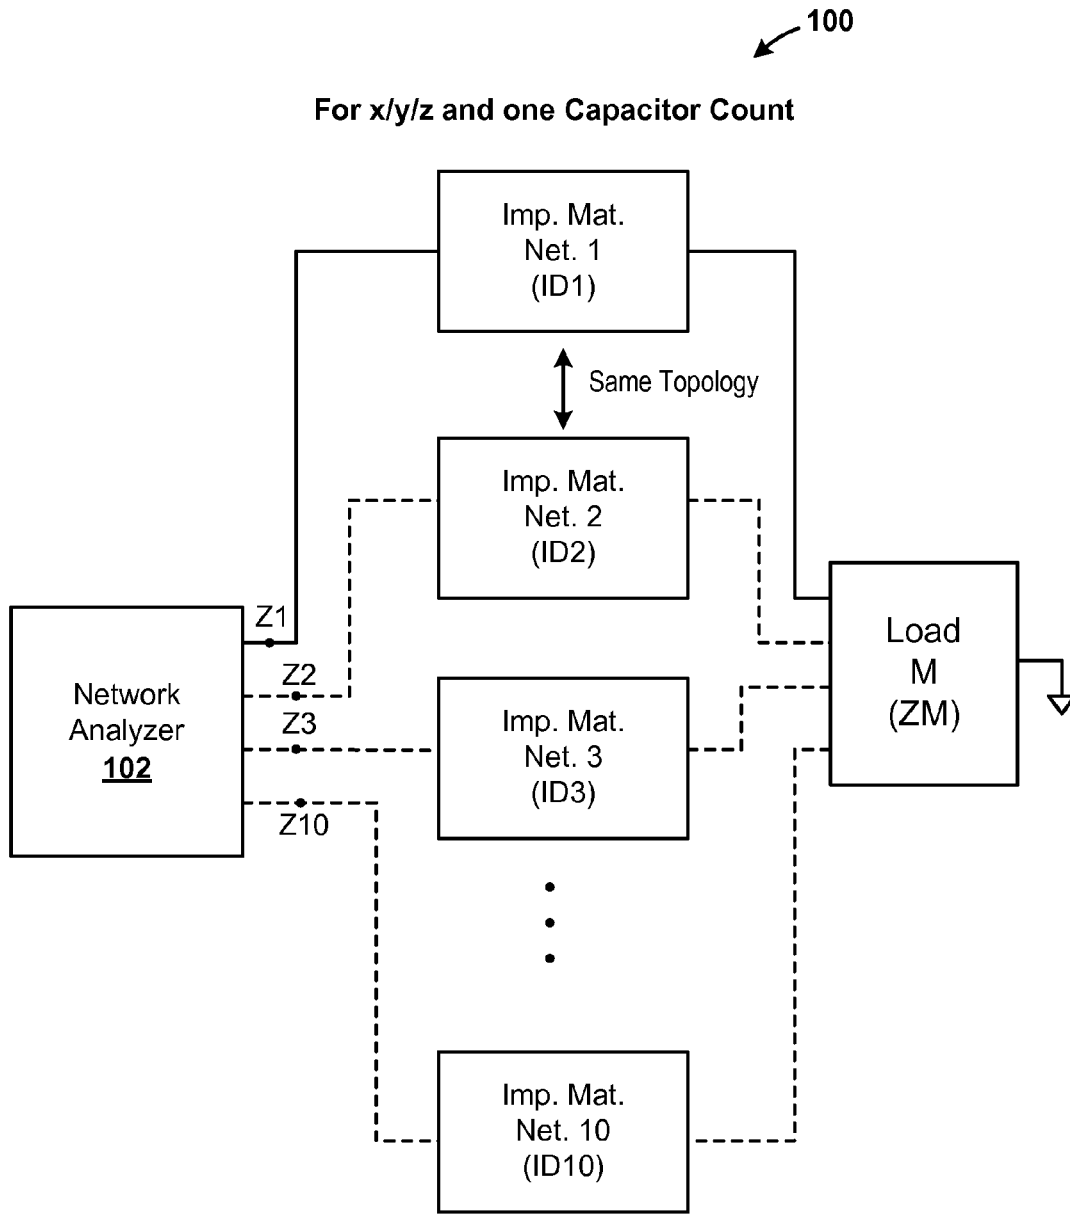 100
For x/y/z and one Capacitor Count
Imp. Mat.
Net. 1
(ID1)
Same Topology
Imp. Mat.
Net. 2
(ID2)
Z1
Z2
Z3
Z10
Network
Analyzer
102
Imp. Mat.
Net. 3
(ID3)
Load
M
(ZM)
Imp. Mat.
Net. 10
(ID10)